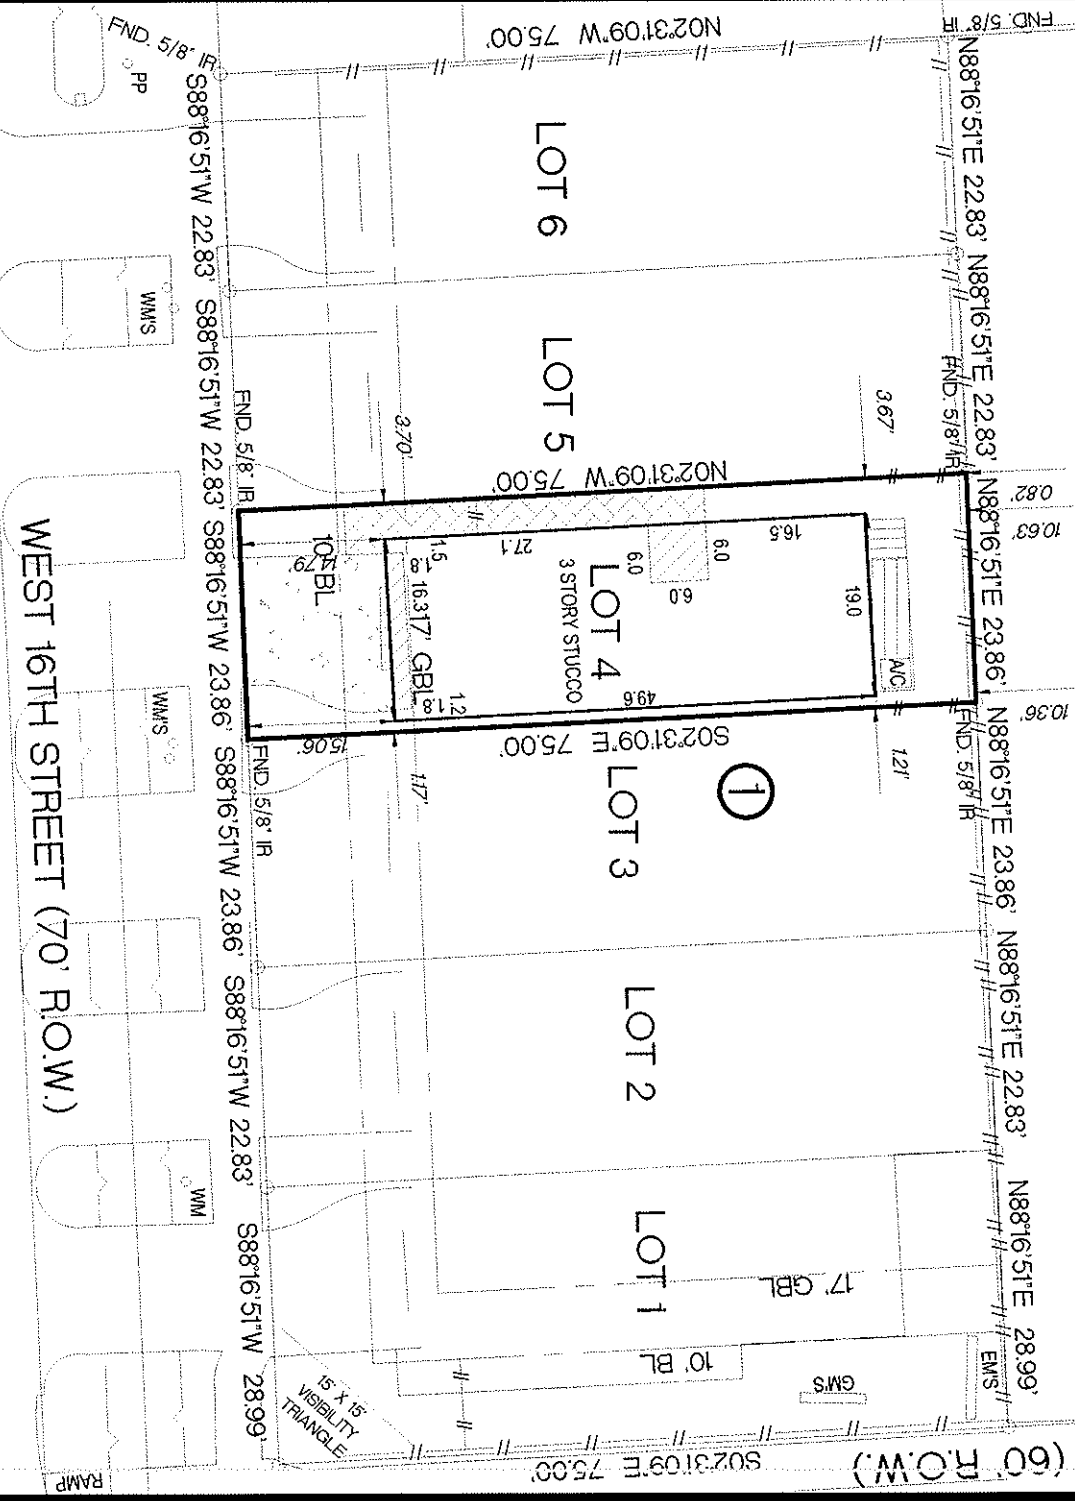 FND. 5/8" IR
PP
N02°31'09"W 75.00'
FND. 5/8" IR
S88°16'51"W 22.83'
S88°16'51"W 22.83'
S88°16'51"W 23.86'
S88°16'51"W 23.86'
S88°16'51"W 22.83'
S88°16'51"W 28.99'
N88°16'51"E 22.83'
N88°16'51"E 22.83'
N88°16'51"E 23.86'
N88°16'51"E 23.86'
N88°16'51"E 22.83'
N88°16'51"E 28.99'
LOT 6
WM'S
LOT 5
FND. 5/8" IR
FND. 5/8" IR
3.70'
3.67'
N02°31'09"W 75.00'
0.82'
10.63'
10' BL
14.79'
1.5
1.8
27.1
6.0
6.0
6.0
16.5
LOT 4
3 STORY STUCCO
19.0
16.317' GBL
A/C
1.2
1.8
49.6
10.36'
WM'S
15.06'
S02°31'09"E 75.00'
FND. 5/8" IR
FND. 5/8" IR
1.17'
1.21'
1
LOT 3
WEST 16TH STREET (70' R.O.W.)
LOT 2
WM
LOT 1
17' GBL
10' BL
GM'S
EM'S
15' X 15'
VISIBILITY
TRIANGLE
S02°31'09"E 75.00'
(60' R.O.W.)
RAMP